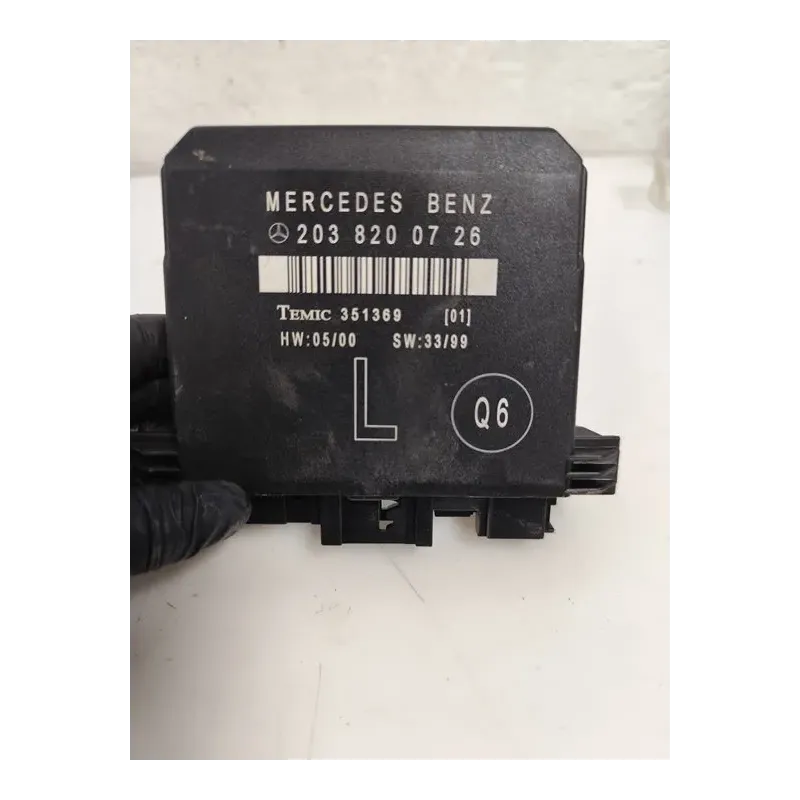 MERCEDES BENZ
203 820 07 26
TEMIC 351369 [01]
HW:05/00 SW:33/99
L
Q6